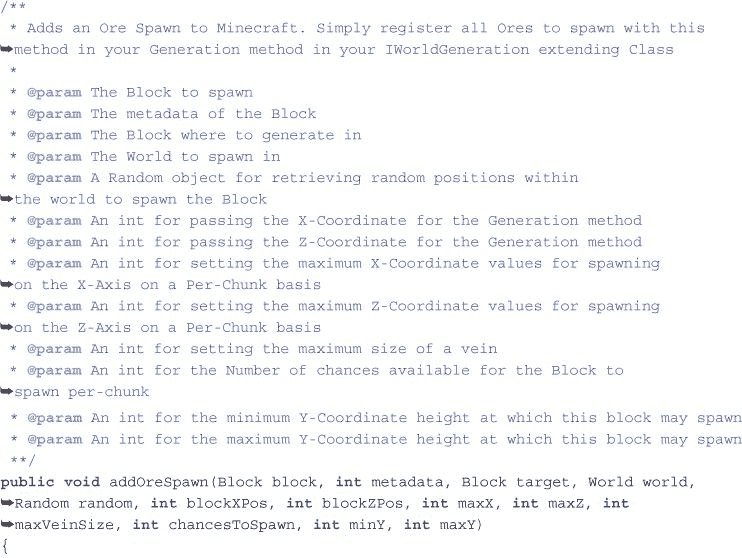 /**
* Adds an Ore Spawn to Minecraft. Simply register all Ores to spawn with this
➥method in your Generation method in your IWorldGeneration extending Class
*
* @param The Block to spawn
* @param The metadata of the Block
* @param The Block where to generate in
* @param The World to spawn in
* @param A Random object for retrieving random positions within
➥the world to spawn the Block
* @param An int for passing the X-Coordinate for the Generation method
* @param An int for passing the Z-Coordinate for the Generation method
* @param An int for setting the maximum X-Coordinate values for spawning
➥on the X-Axis on a Per-Chunk basis
* @param An int for setting the maximum Z-Coordinate values for spawning
➥on the Z-Axis on a Per-Chunk basis
* @param An int for setting the maximum size of a vein
* @param An int for the Number of chances available for the Block to
➥spawn per-chunk
* @param An int for the minimum Y-Coordinate height at which this block may spawn
* @param An int for the maximum Y-Coordinate height at which this block may spawn
**/
public void addOreSpawn(Block block, int metadata, Block target, World world,
➥Random random, int blockXPos, int blockZPos, int maxX, int maxZ, int
➥maxVeinSize, int chancesToSpawn, int minY, int maxY)
{